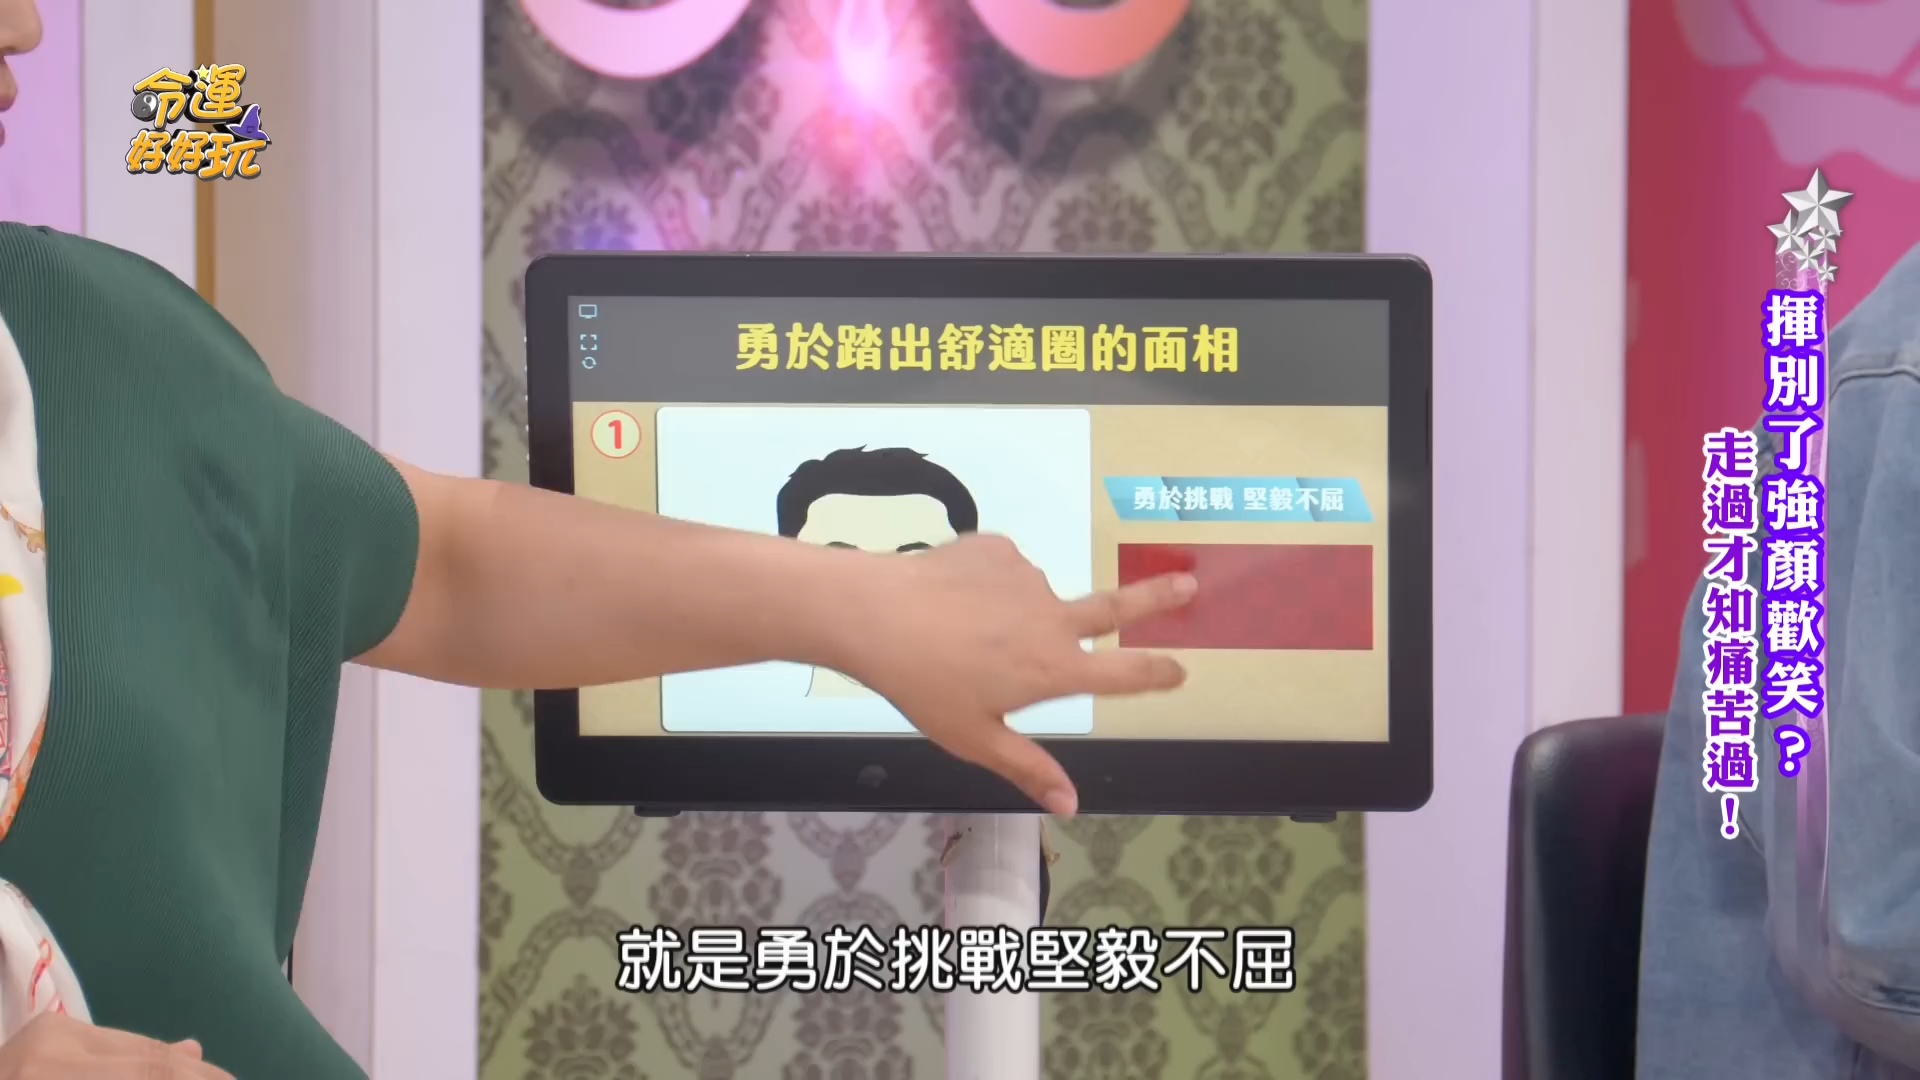 命運
好好玩
勇於踏出舒適圈的面相
1
勇於挑戰 堅毅不屈
揮別了強顏歡笑？
走過才知痛苦過！
就是勇於挑戰堅毅不屈